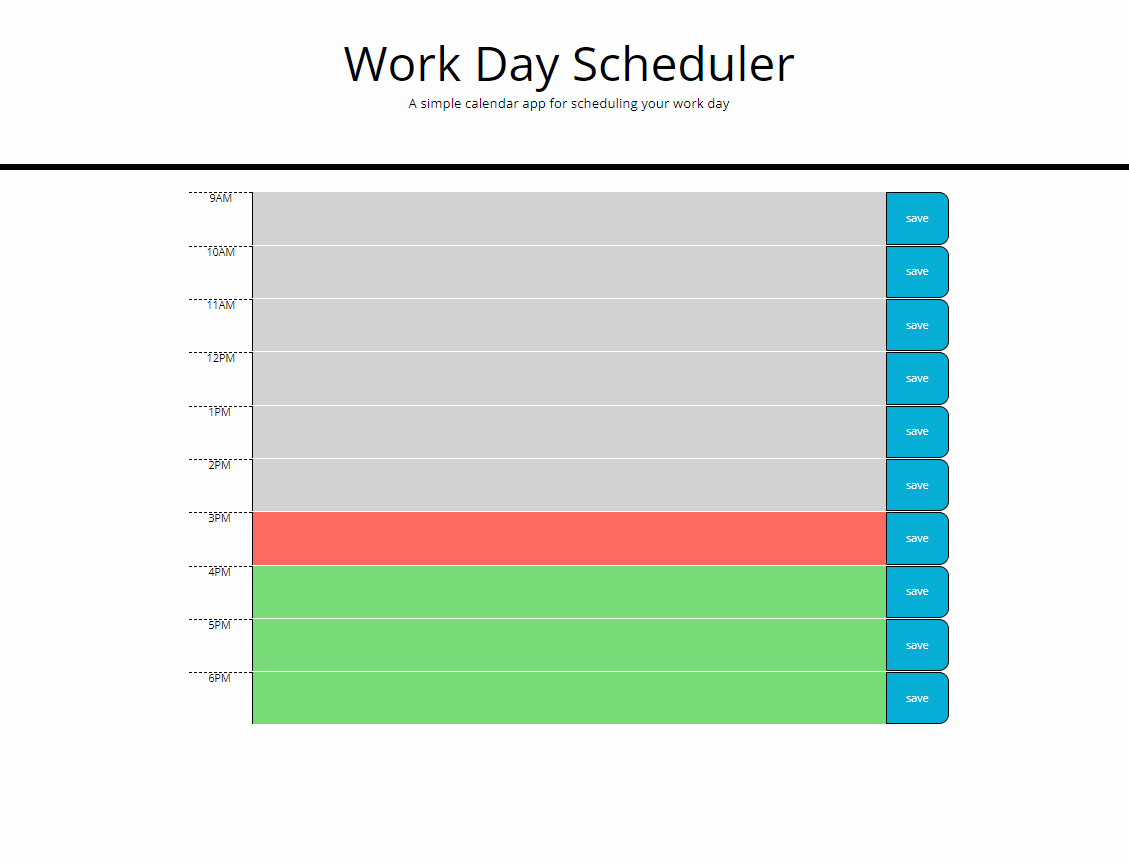 Work Day Scheduler
A simple calendar app for scheduling your work day
9AM
save
10AM
save
11AM
save
12PM
save
1PM
save
2PM
save
3PM
save
4PM
save
5PM
save
6PM
save